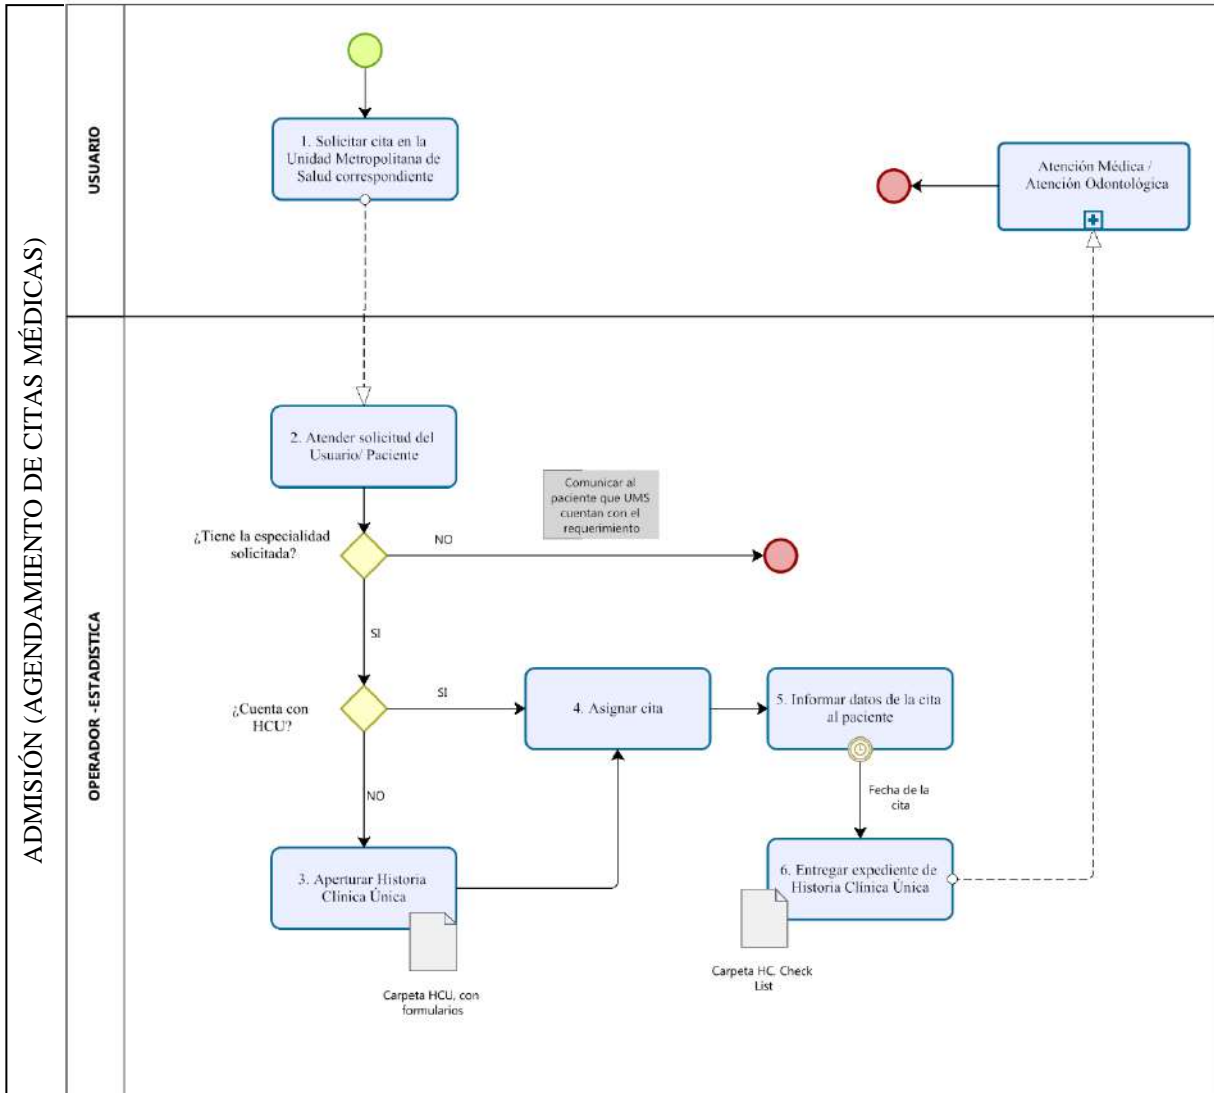 ADMISIÓN (AGENDAMIENTO DE CITAS MÉDICAS)
USUARIO
1. Solicitar cita en la
Unidad Metropolitana de
Salud correspondiente
Atención Médica /
Atención Odontológica
OPERADOR -ESTADISTICA
2. Atender solicitud del
Usuario/ Paciente
Comunicar al
paciente que UMS
cuentan con el
requerimiento
¿Tiene la especialidad
solicitada?
NO
SI
¿Cuenta con
HCU?
SI
4. Asignar cita
5. Informar datos de la cita
al paciente
NO
Fecha de la
cita
3. Aperturar Historia
Clínica Única
6. Entregar expediente de
Historia Clínica Única
Carpeta HCU, con
formularios
Carpeta HC, Check
List